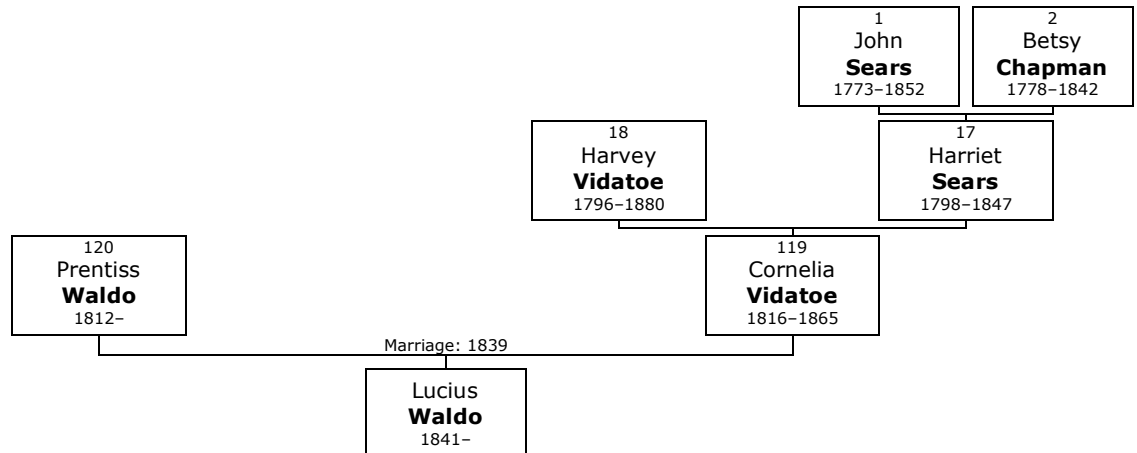 1
John
Sears
1773–1852
2
Betsy
Chapman
1778–1842
18
Harvey
Vidatoe
1796–1880
17
Harriet
Sears
1798–1847
120
Prentiss
Waldo
1812–
119
Cornelia
Vidatoe
1816–1865
Marriage: 1839
Lucius
Waldo
1841–